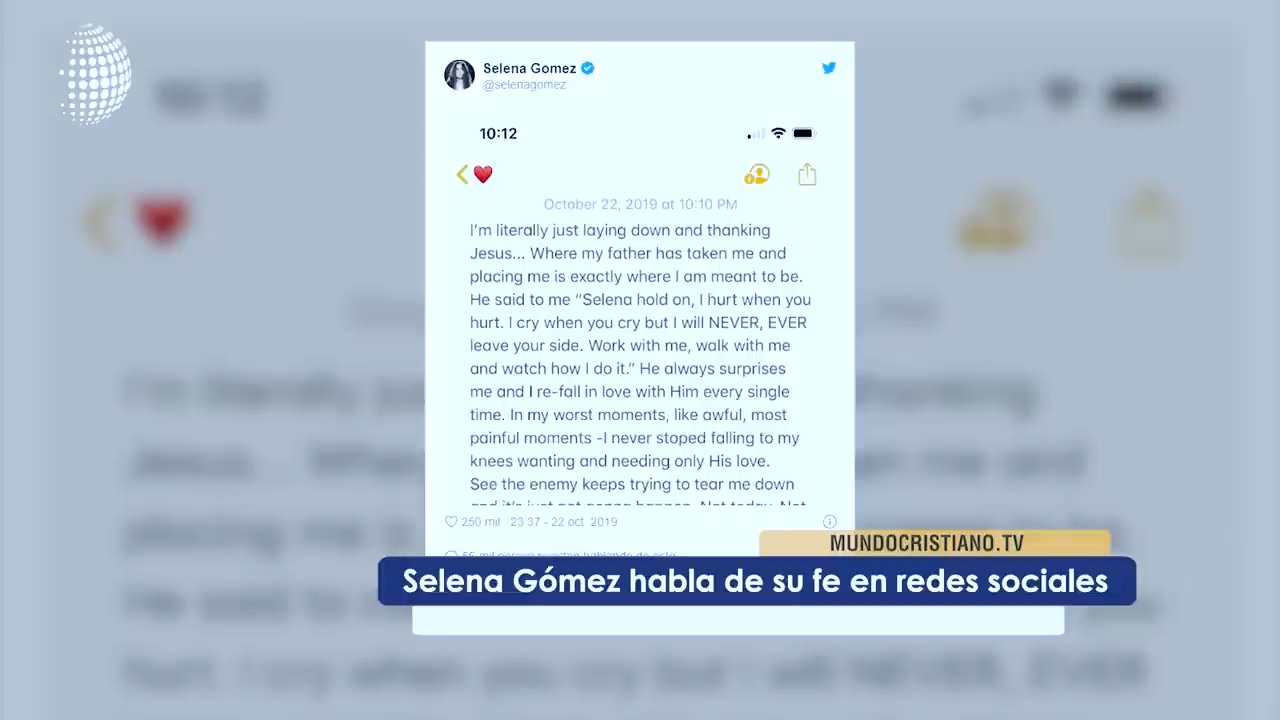 Selena Gomez
@selenagomez
10:12
October 22, 2019 at 10:10 PM
I'm literally just laying down and thanking
Jesus... Where my father has taken me and
placing me is exactly where I am meant to be.
He said to me “Selena hold on, I hurt when you
hurt. I cry when you cry but I will NEVER, EVER
leave your side. Work with me, walk with me
and watch how I do it.” He always surprises
me and I re-fall in love with Him every single
time. In my worst moments, like awful, most
painful moments -I never stoped falling to my
knees wanting and needing only His love.
See the enemy keeps trying to tear me down
250 mil 23:37 - 22 oct. 2019
MUNDOCRISTIANO.TV
Selena Gómez habla de su fe en redes sociales